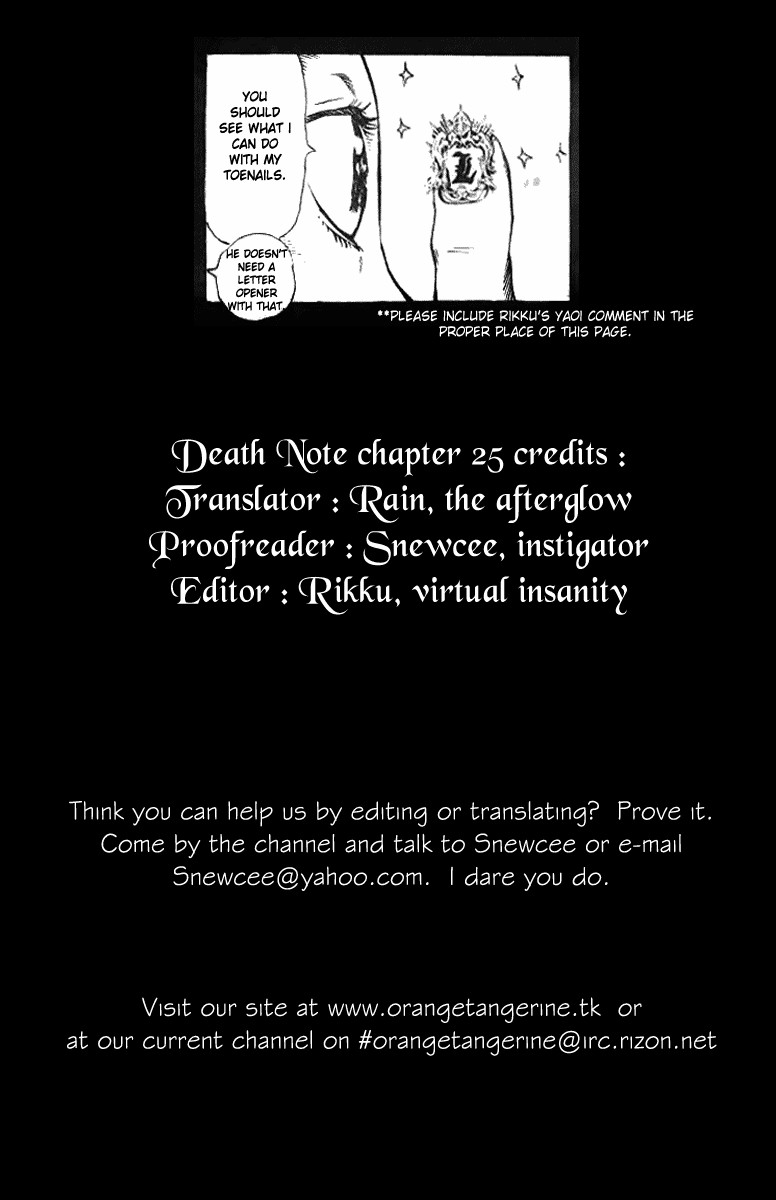 YOU
SHOULD
SEE WHAT I
CAN DO
WITH MY
TOENAILS.
L
HE DOESN'T
NEED A
LETTER
OPENER
WITH THAT.
**PLEASE INCLUDE RIKKU'S YAOI COMMENT IN THE
PROPER PLACE OF THIS PAGE.
Death Note chapter 25 credits :
Translator : Rain, the afterglow
Proofreader : Snewcee, instigator
Editor : Rikku, virtual insanity
Think you can help us by editing or translating? Prove it.
Come by the channel and talk to Snewcee or e-mail
Snewcee@yahoo.com. I dare you do.
Visit our site at www.orangetangerine.tk or
at our current channel on #orangetangerine@irc.rizon.net